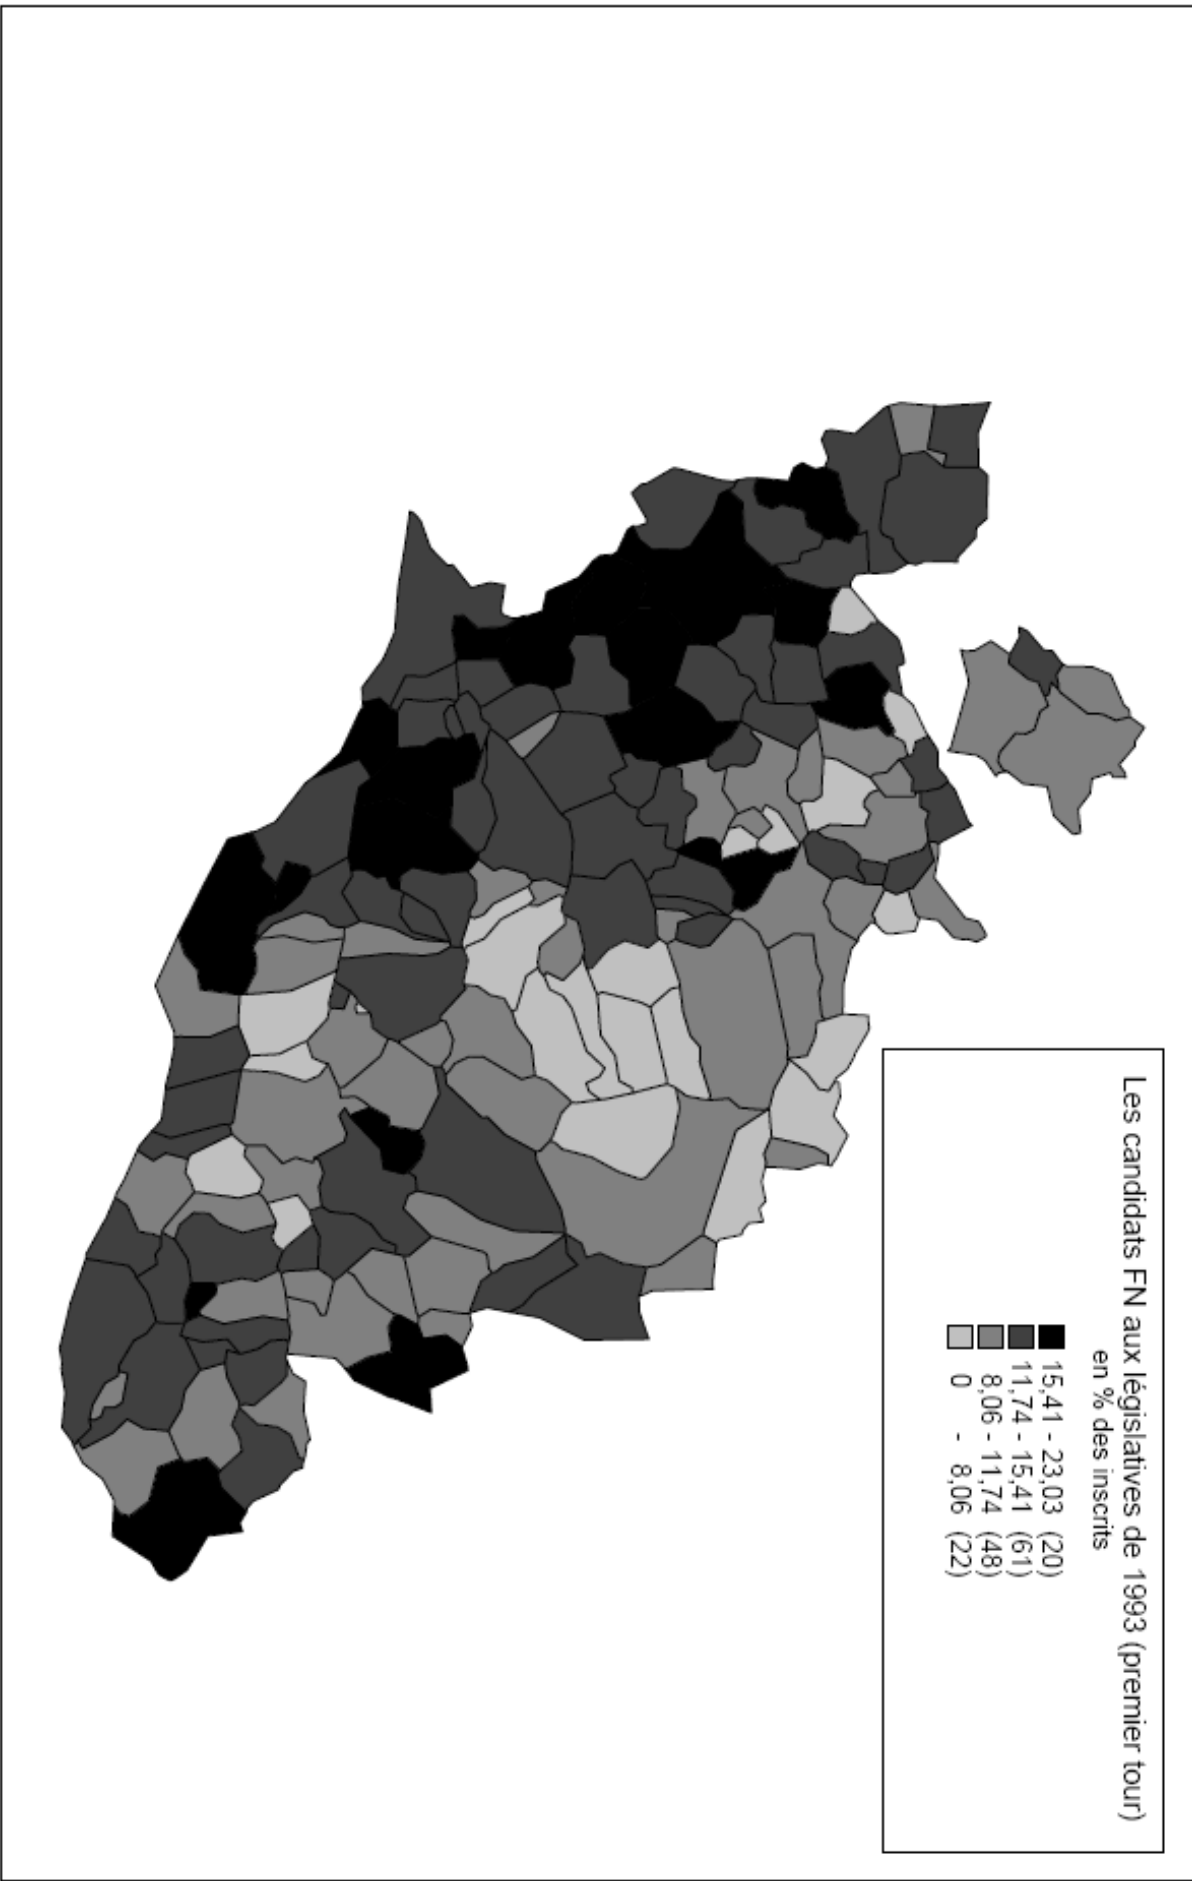 Les candidats FN aux législatives de 1993 (premier tour)
en % des inscrits
15,41 - 23,03 (20)
11,74 - 15,41 (61)
8,06 - 11,74 (48)
0 - 8,06 (22)